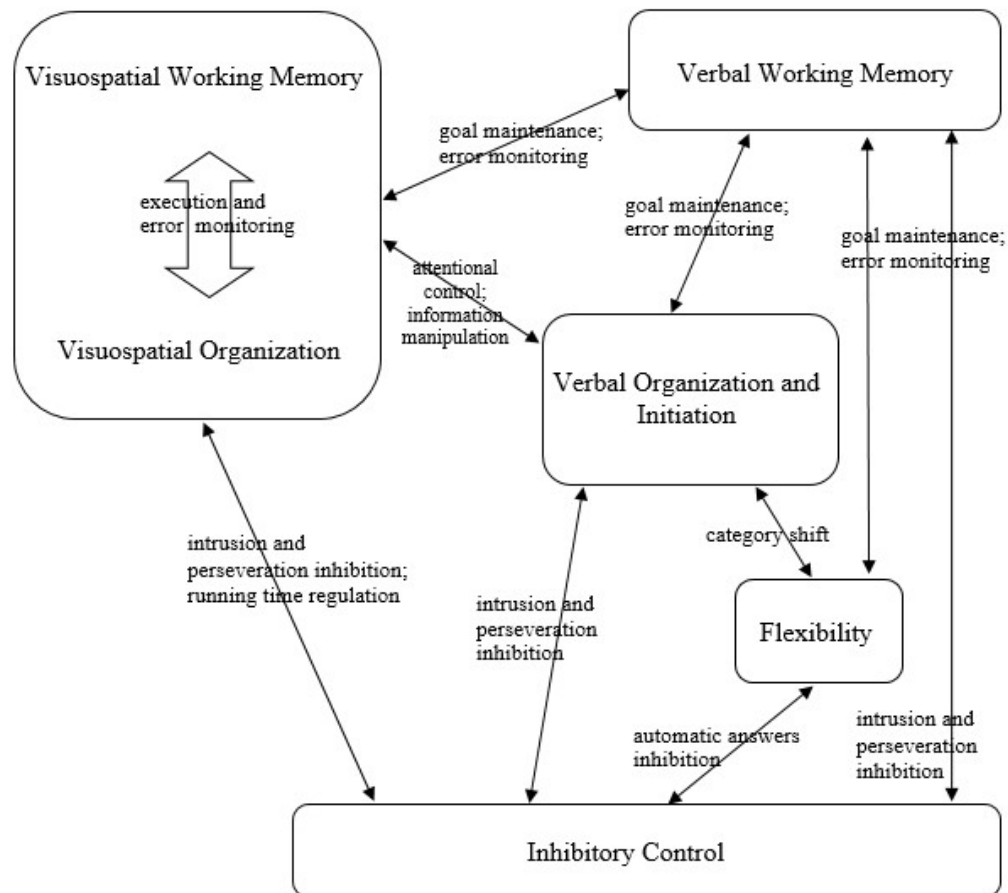 Visuospatial Working Memory
Verbal Working Memory
goal maintenance;
error monitoring
execution and
error monitoring
goal maintenance;
error monitoring
goal maintenance;
error monitoring
attentional
control;
information
manipulation
Visuospatial Organization
Verbal Organization and
Initiation
category shift
intrusion and
perseveration inhibition;
running time regulation
intrusion and
perseveration
inhibition
Flexibility
automatic answers
inhibition
intrusion and
perseveration
inhibition
Inhibitory Control